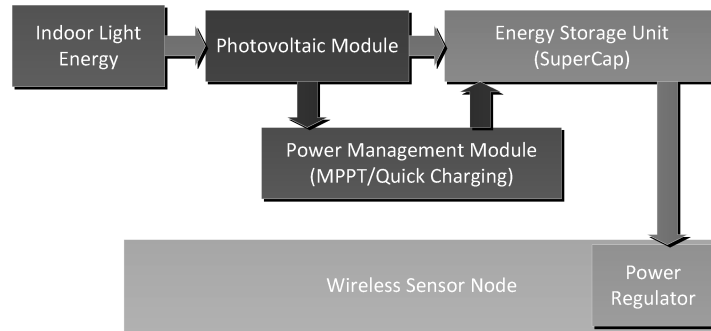 Indoor Light
Energy
Photovoltaic Module
Energy Storage Unit
(SuperCap)
Power Management Module
(MPPT/Quick Charging)
Wireless Sensor Node
Power
Regulator